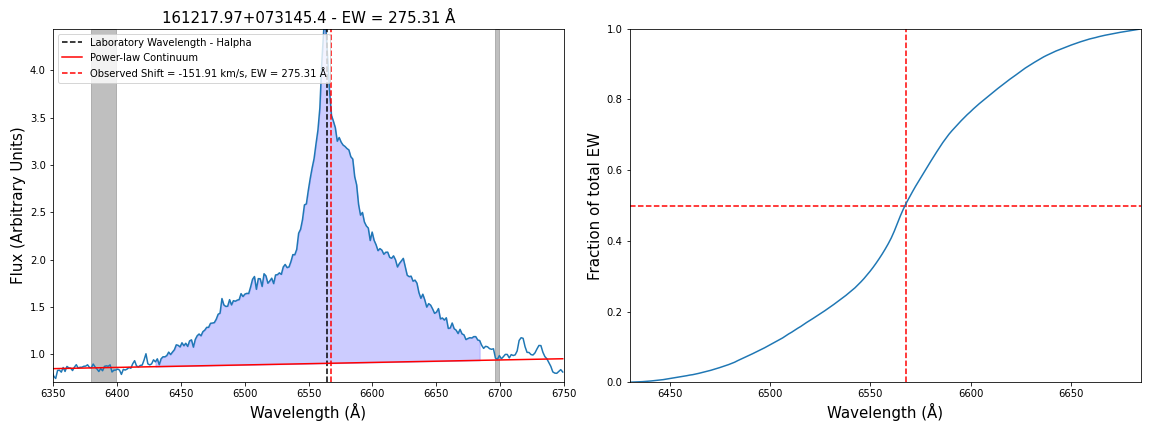 161217.97+073145.4 - EW = 275.31 Å
Laboratory Wavelength - Halpha
Power-law Continuum
Observed Shift = -151.91 km/s, EW = 275.31 Å
Flux (Arbitrary Units)
4.0
3.5
3.0
2.5
2.0
1.5
1.0
6350 6400 6450 6500 6550 6600 6650 6700 6750
Wavelength (Å)
Fraction of total EW
1.0
0.8
0.6
0.4
0.2
0.0
6450 6500 6550 6600 6650
Wavelength (Å)